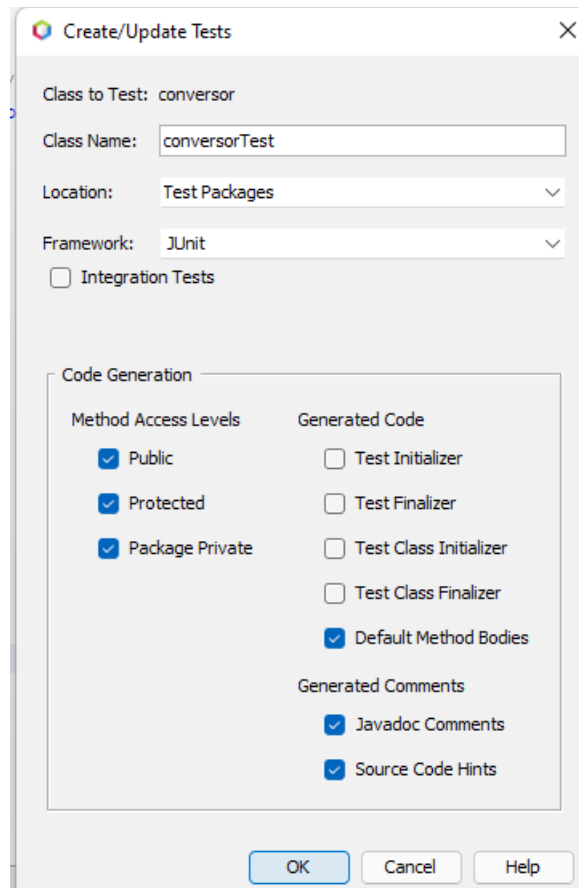 Create/Update Tests
Class to Test: conversor
Class Name: conversorTest
Location: Test Packages
Framework: JUnit
Integration Tests
Code Generation
Method Access Levels
Public
Protected
Package Private
Generated Code
Test Initializer
Test Finalizer
Test Class Initializer
Test Class Finalizer
Default Method Bodies
Generated Comments
Javadoc Comments
Source Code Hints
OK Cancel Help